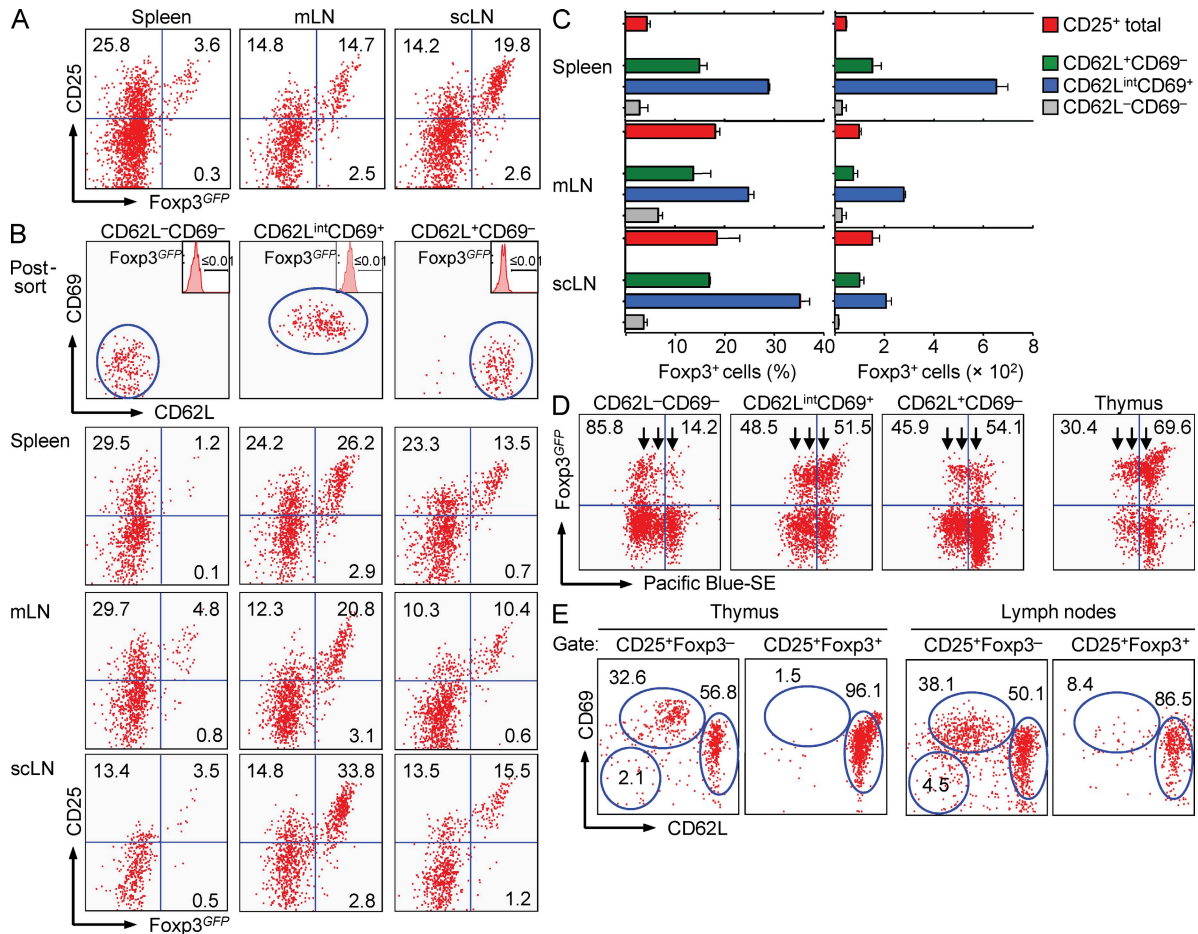 A
Spleen mLN scLN
25.8 3.6 14.8 14.7 14.2 19.8
CD25
0.3 2.5 2.6
Foxp3GFP
B
CD62L–CD69– CD62LintCD69+ CD62L+CD69–
Post-sort
Foxp3GFP: ≤0.01 Foxp3GFP: ≤0.01 Foxp3GFP: ≤0.01
CD69
CD62L
Spleen
29.5 1.2 24.2 26.2 23.3 13.5
0.1 2.9 0.7
mLN
29.7 4.8 12.3 20.8 10.3 10.4
0.8 3.1 0.6
scLN
13.4 3.5 14.8 33.8 13.5 15.5
CD25
0.5 2.8 1.2
Foxp3GFP
C
CD25+ total
CD62L+CD69–
CD62LintCD69+
CD62L–CD69–
Spleen
mLN
scLN
10 20 30 40 0 2 4 6 8
Foxp3+ cells (%) Foxp3+ cells (× 10²)
D
CD62L–CD69– CD62LintCD69+ CD62L+CD69– Thymus
85.8 14.2 48.5 51.5 45.9 54.1 30.4 69.6
Foxp3GFP
Pacific Blue-SE
E
Thymus Lymph nodes
Gate: CD25+Foxp3– CD25+Foxp3+ CD25+Foxp3– CD25+Foxp3+
32.6 56.8 1.5 96.1 38.1 50.1 8.4 86.5
CD69
2.1 4.5
CD62L